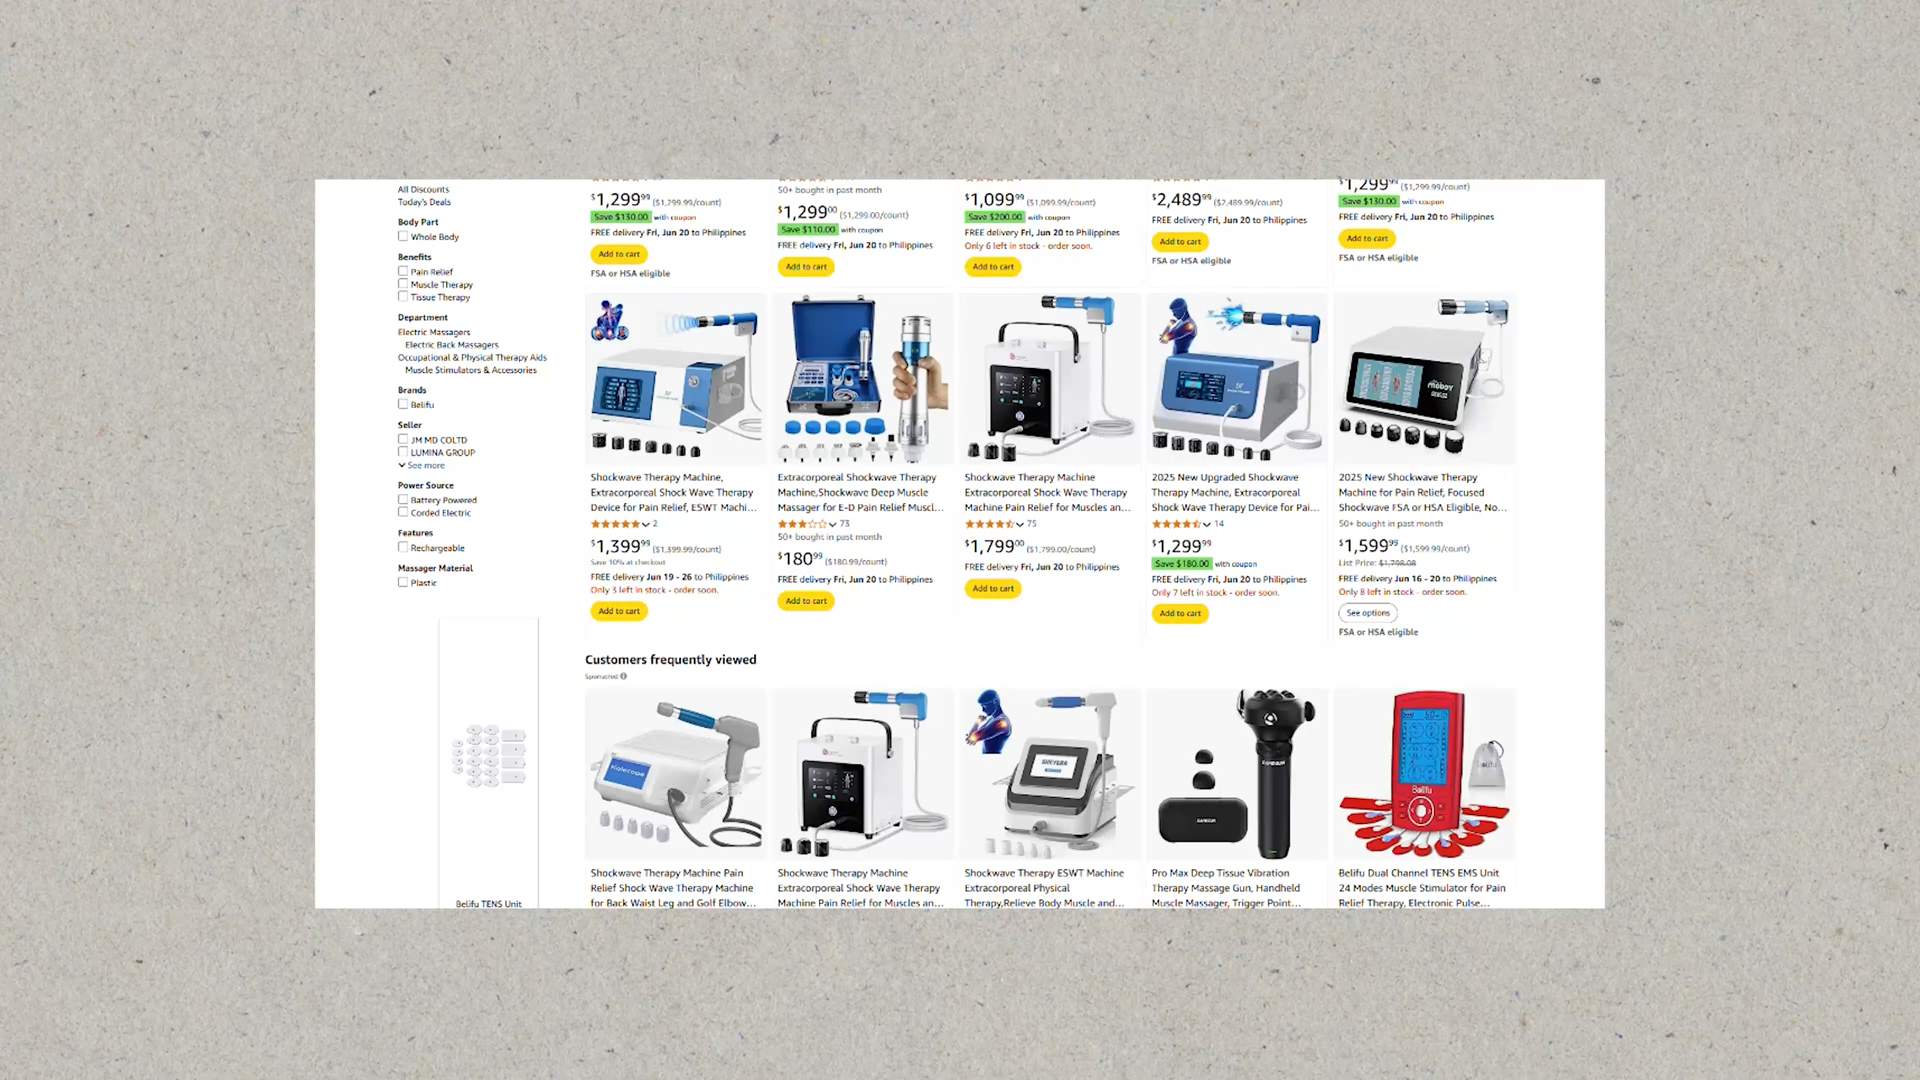 All Discounts
Today's Deals
Body Part
Whole Body
Benefits
Pain Relief
Muscle Therapy
Tissue Therapy
Department
Electric Massagers
Electric Back Massagers
Occupational & Physical Therapy Aids
Muscle Stimulators & Accessories
Brands
Belifu
Seller
JM MD COLTD
LUMINA GROUP
See more
Power Source
Battery Powered
Corded Electric
Features
Rechargeable
Massager Material
Plastic
Belifu TENS Unit
$1,299.99 ($1,299.99/count)
Save $130.00 with coupon
FREE delivery Fri, Jun 20 to Philippines
Add to cart
FSA or HSA eligible
50+ bought in past month
$1,299.00 ($1,299.00/count)
Save $110.00 with coupon
FREE delivery Fri, Jun 20 to Philippines
Add to cart
$1,099.99 ($1,099.99/count)
Save $200.00 with coupon
FREE delivery Fri, Jun 20 to Philippines
Only 6 left in stock - order soon.
Add to cart
$2,489.99 ($2,489.99/count)
FREE delivery Fri, Jun 20 to Philippines
Add to cart
FSA or HSA eligible
$1,299.99 ($1,299.99/count)
Save $130.00 with coupon
FREE delivery Fri, Jun 20 to Philippines
Add to cart
FSA or HSA eligible
Shockwave Therapy Machine,
Extracorporeal Shock Wave Therapy
Device for Pain Relief, ESWT Machi...
2
$1,399.99 ($1,399.99/count)
Save 10% at checkout
FREE delivery Jun 19 - 26 to Philippines
Only 3 left in stock - order soon.
Add to cart
Extracorporeal Shockwave Therapy
Machine,Shockwave Deep Muscle
Massager for E-D Pain Relief Muscl...
73
50+ bought in past month
$180.99 ($180.99/count)
FREE delivery Fri, Jun 20 to Philippines
Add to cart
Shockwave Therapy Machine
Extracorporeal Shock Wave Therapy
Machine Pain Relief for Muscles an...
75
$1,799.00 ($1,799.00/count)
FREE delivery Fri, Jun 20 to Philippines
Add to cart
2025 New Upgraded Shockwave
Therapy Machine, Extracorporeal
Shock Wave Therapy Device for Pai...
14
$1,299.99 ($1,299.99/count)
Save $180.00 with coupon
FREE delivery Fri, Jun 20 to Philippines
Only 7 left in stock - order soon.
Add to cart
moboy
2025 New Shockwave Therapy
Machine for Pain Relief, Focused
Shockwave FSA or HSA Eligible, No...
50+ bought in past month
$1,599.99 ($1,599.99/count)
List Price: $1,798.08
FREE delivery Jun 16 - 20 to Philippines
Only 8 left in stock - order soon.
See options
FSA or HSA eligible
Customers frequently viewed
Sponsored
Shockwave Therapy Machine Pain
Relief Shock Wave Therapy Machine
for Back Waist Leg and Golf Elbow...
Shockwave Therapy Machine
Extracorporeal Shock Wave Therapy
Machine Pain Relief for Muscles an...
Shockwave Therapy ESWT Machine
Extracorporeal Physical
Therapy,Relieve Body Muscle and...
Pro Max Deep Tissue Vibration
Therapy Massage Gun, Handheld
Muscle Massager, Trigger Point...
Belifu
Belifu Dual Channel TENS EMS Unit
24 Modes Muscle Stimulator for Pain
Relief Therapy, Electronic Pulse...